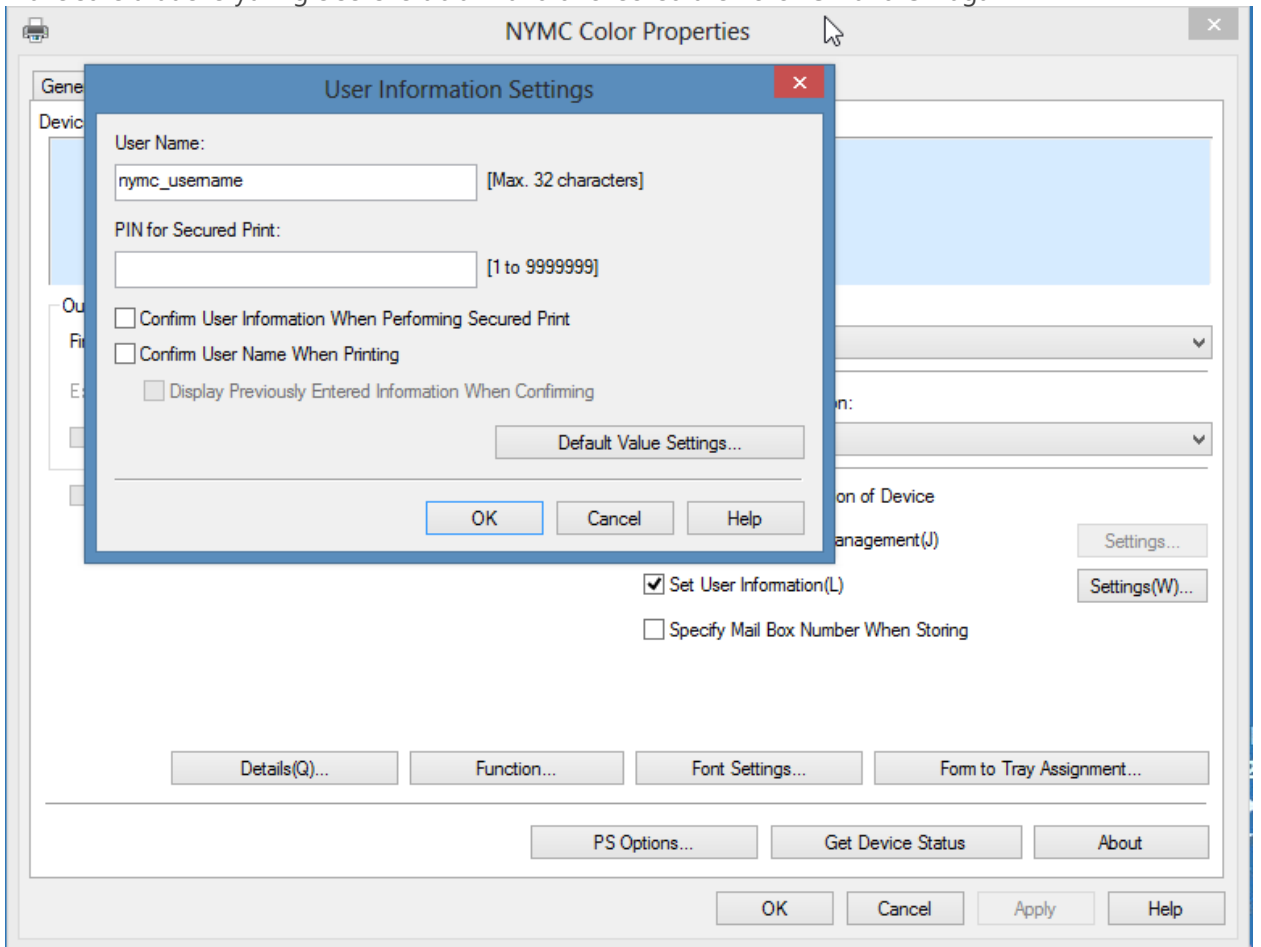 NYMC Color Properties
Gene
User Information Settings
Devic
User Name:
nymc_username [Max. 32 characters]
PIN for Secured Print:
[1 to 9999999]
Ou
Confirm User Information When Performing Secured Print
Fi
Confirm User Name When Printing
E
Display Previously Entered Information When Confirming
n:
Default Value Settings...
on of Device
OK Cancel Help
anagement(J) Settings...
Set User Information(L) Settings(W)...
Specify Mail Box Number When Storing
Details(Q)... Function... Font Settings... Form to Tray Assignment...
PS Options... Get Device Status About
OK Cancel Apply Help